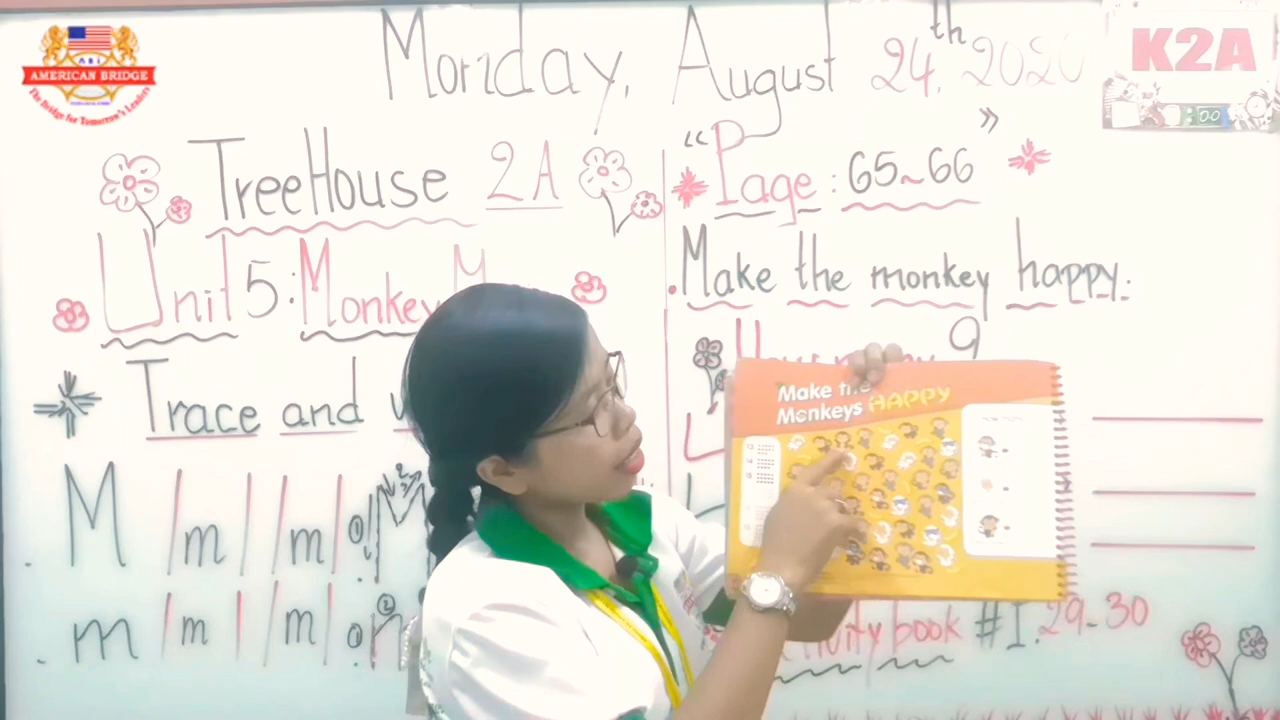 AMERICAN BRIDGE
The Bridge for Tomorrow's Leaders
Monday, August 24th, 2020
K2A
TreeHouse 2A
Unit 5: Monkey M
Trace and
M m m
m m m
"Page: 65~66"
.Make the monkey happy.
Make the
Monkeys HAPPY
book #1. 29-30